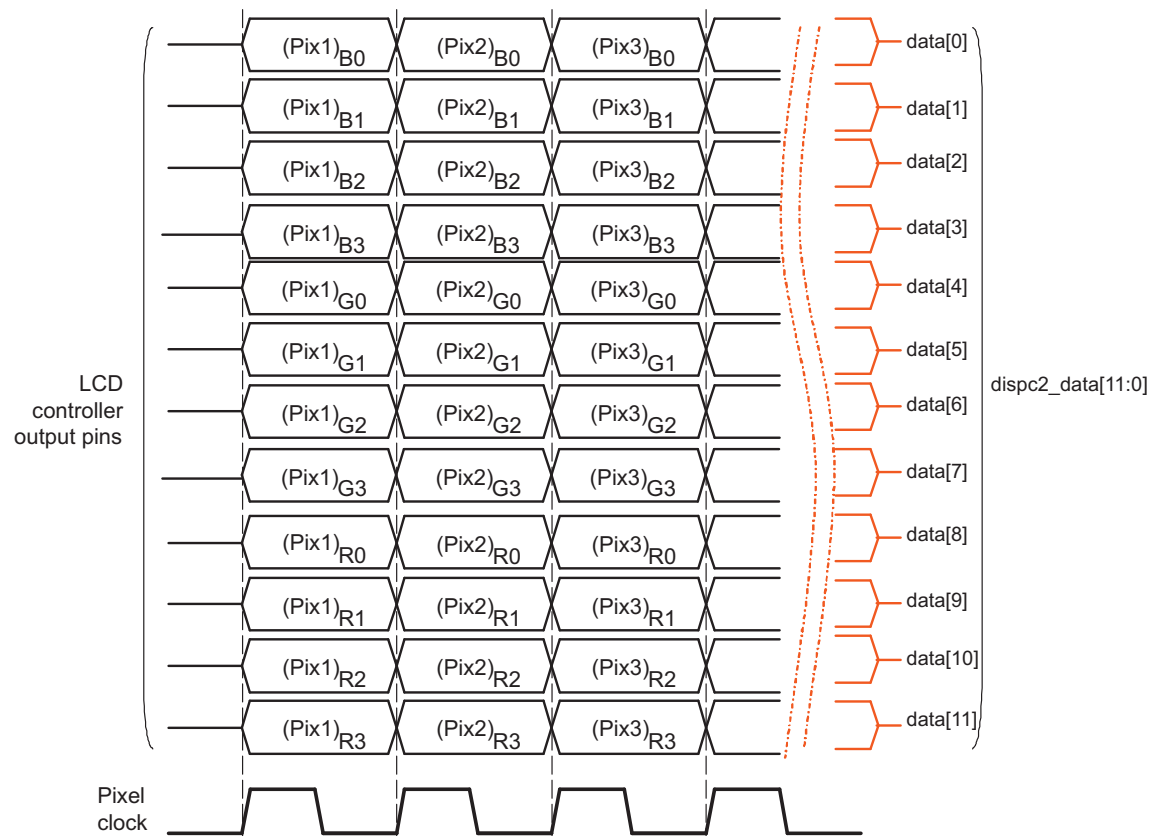 (Pix1)B0 (Pix2)B0 (Pix3)B0 data[0]
(Pix1)B1 (Pix2)B1 (Pix3)B1 data[1]
(Pix1)B2 (Pix2)B2 (Pix3)B2 data[2]
(Pix1)B3 (Pix2)B3 (Pix3)B3 data[3]
(Pix1)G0 (Pix2)G0 (Pix3)G0 data[4]
(Pix1)G1 (Pix2)G1 (Pix3)G1 data[5]
(Pix1)G2 (Pix2)G2 (Pix3)G2 data[6]
(Pix1)G3 (Pix2)G3 (Pix3)G3 data[7]
(Pix1)R0 (Pix2)R0 (Pix3)R0 data[8]
(Pix1)R1 (Pix2)R1 (Pix3)R1 data[9]
(Pix1)R2 (Pix2)R2 (Pix3)R2 data[10]
(Pix1)R3 (Pix2)R3 (Pix3)R3 data[11]
LCD
controller
output pins
dispc2_data[11:0]
Pixel
clock